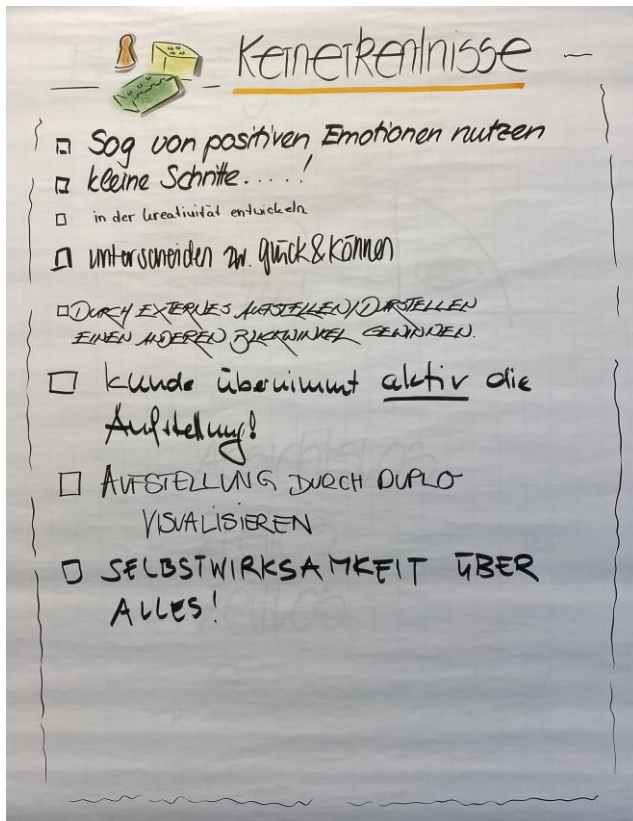 Kernerkentnisse
Sog von positiven Emotionen nutzen
kleine Schritte.....!
in der Kreativität entwickeln
unterscheiden zw. Glück & Können
DURCH EXTERNES AUFSTELLEN/DARSTELLEN
EINEN ANDEREN BLICKWINKEL GEWINNEN.
Kunde übernimmt aktiv die
Aufstellung!
AUFSTELLUNG DURCH DUPLO
VISUALISIEREN
SELBSTWIRKSAMKEIT ÜBER
ALLES!